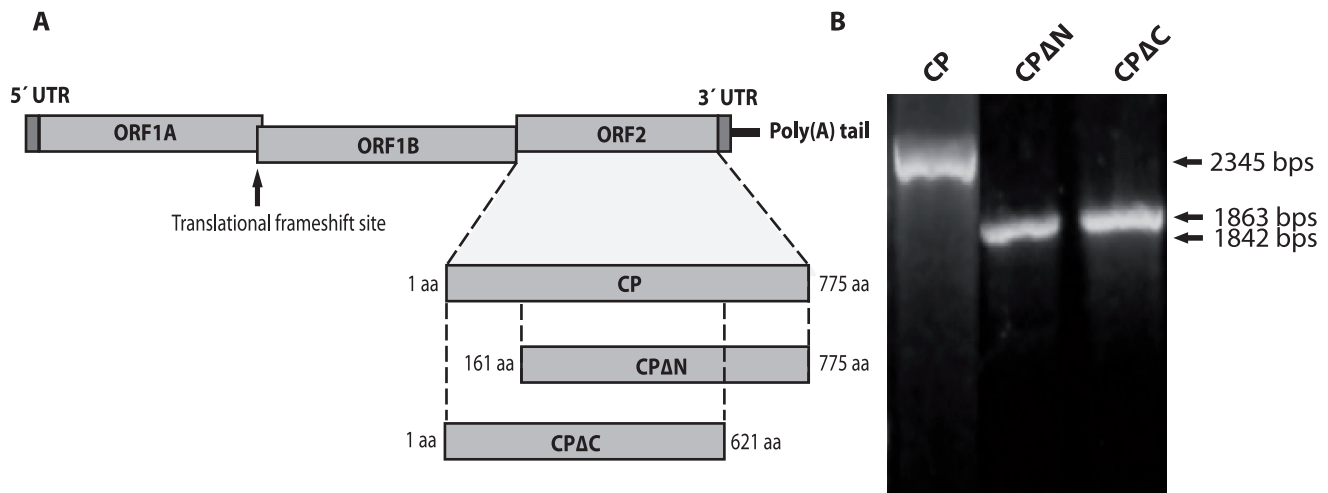 A
5´ UTR
ORF1A
ORF1B
ORF2
3´ UTR
Poly(A) tail
Translational frameshift site
1 aa
CP
775 aa
161 aa
CPΔN
775 aa
1 aa
CPΔC
621 aa
B
CP
CPΔN
CPΔC
2345 bps
1863 bps
1842 bps